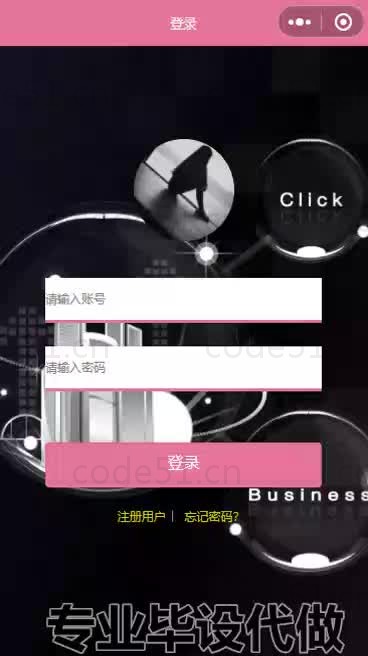 登录
Click
请输入账号
51.cn
code51
请输入密码
登录
code51.cn
Business
注册用户 | 忘记密码?
专业毕设代做